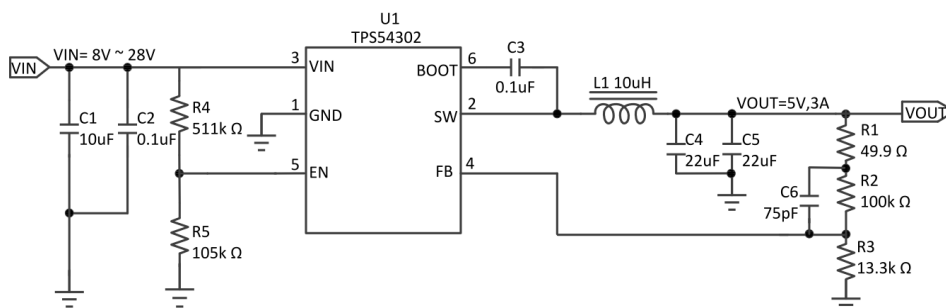 U1
TPS54302
VIN
VIN= 8V ~ 28V
3
VIN
BOOT
6
C3
0.1uF
L1 10uH
C1
10uF
C2
0.1uF
R4
511k Ω
1
GND
SW
2
VOUT=5V,3A
VOUT
C4
22uF
C5
22uF
R1
49.9 Ω
5
EN
FB
4
C6
75pF
R2
100k Ω
R5
105k Ω
R3
13.3k Ω